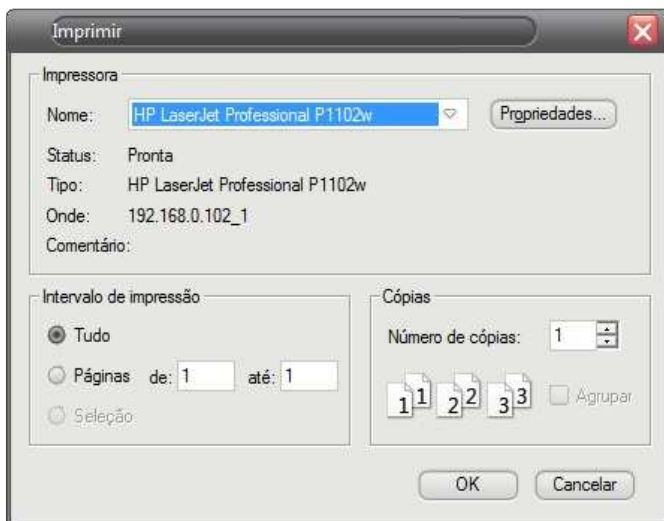 Imprimir
Impressora
Nome: HP LaserJet Professional P1102w Propriedades...
Status: Pronta
Tipo: HP LaserJet Professional P1102w
Onde: 192.168.0.102_1
Comentário:
Intervalo de impressão
Tudo
Páginas de: 1 até: 1
Seleção
Cópias
Número de cópias: 1
1 1 2 2 3 3 Agrupar
OK Cancelar